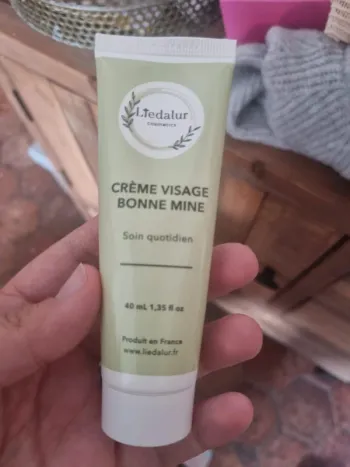 Liedalur
CRÈME VISAGE
BONNE MINE
Soin quotidien
40 mL 1,35 fl oz
Produit en France
www.liedalur.fr